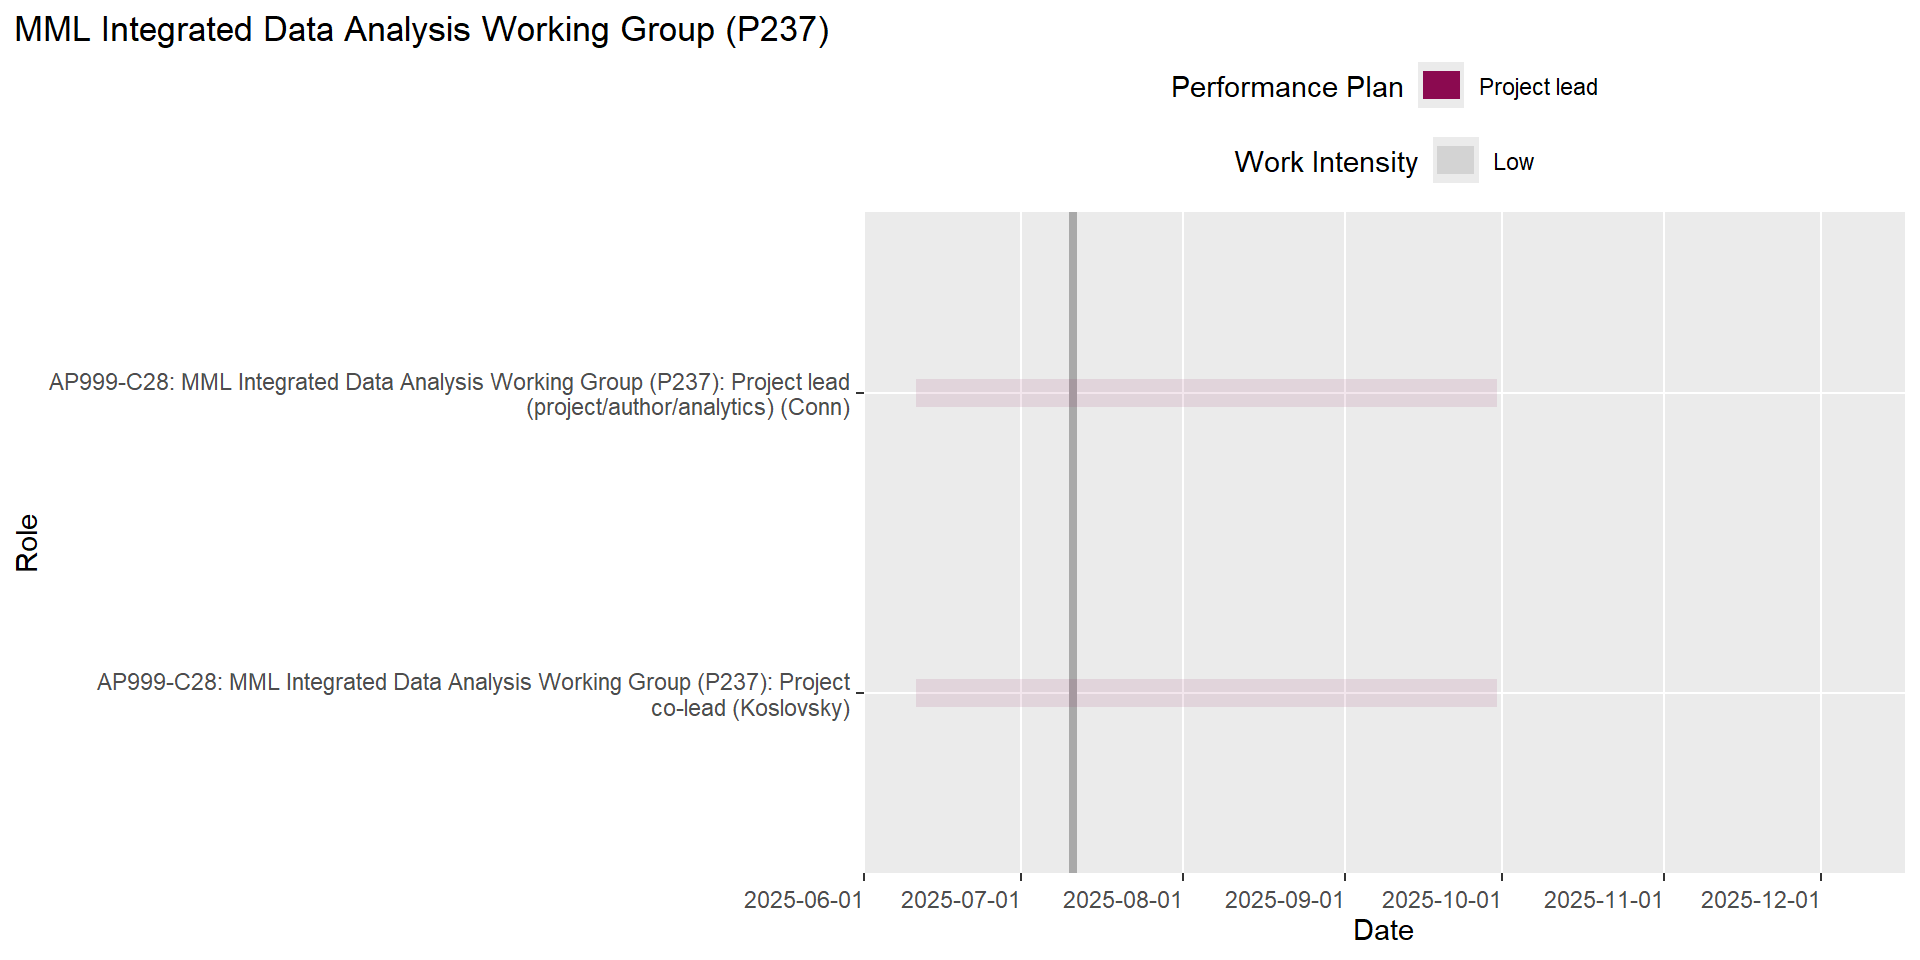 MML Integrated Data Analysis Working Group (P237)
Performance Plan
Project lead
Work Intensity
Low
Role
AP999-C28: MML Integrated Data Analysis Working Group (P237): Project lead
(project/author/analytics) (Conn)
AP999-C28: MML Integrated Data Analysis Working Group (P237): Project
co-lead (Koslovsky)
2025-06-01
2025-07-01
2025-08-01
2025-09-01
2025-10-01
2025-11-01
2025-12-01
Date